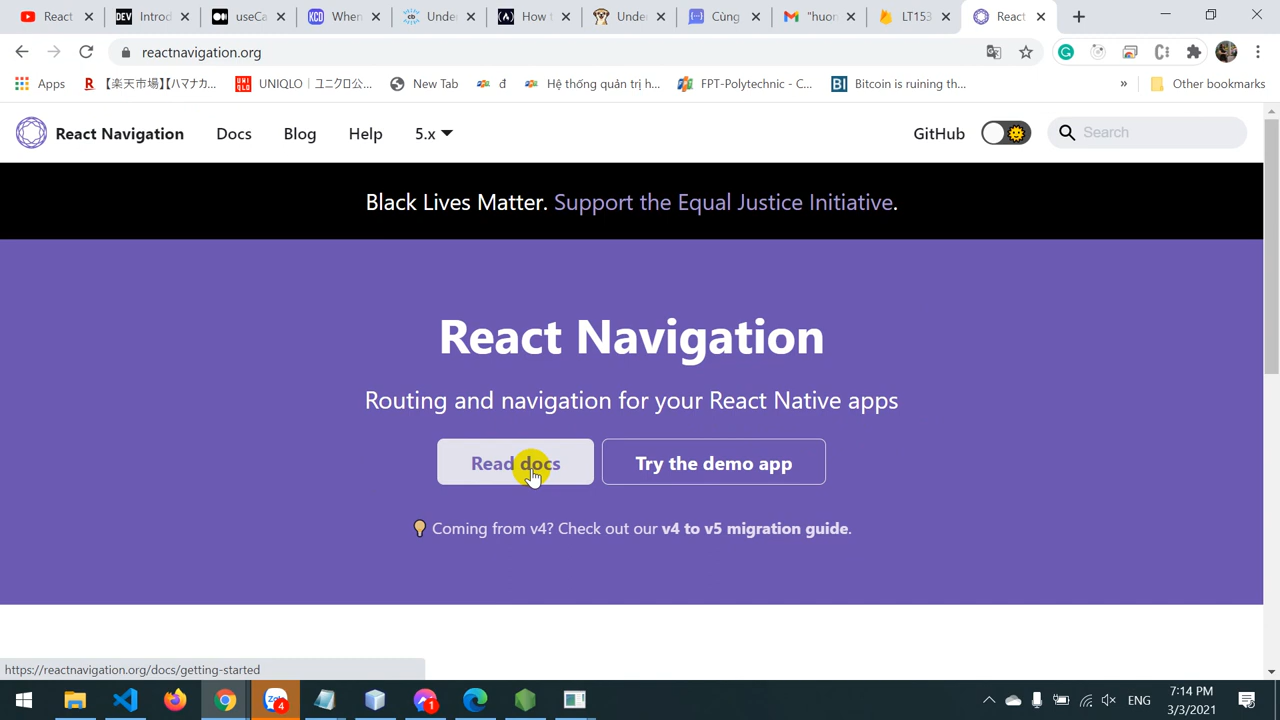 React
Introd
useCa
When
Unde
How
Unde
Cùng
"huor
LT153
React
reactnavigation.org
Apps
【楽天市場】【ハマナカ...
UNIQLO｜ユニクロ公...
New Tab
đ
Hệ thống quản trị h...
FPT-Polytechnic - C...
Bitcoin is ruining th...
»
Other bookmarks
React Navigation
Docs
Blog
Help
5.x
GitHub
Search
Black Lives Matter. Support the Equal Justice Initiative.
React Navigation
Routing and navigation for your React Native apps
Read docs
Try the demo app
Coming from v4? Check out our v4 to v5 migration guide.
https://reactnavigation.org/docs/getting-started
4
1
ENG
7:14 PM
3/3/2021